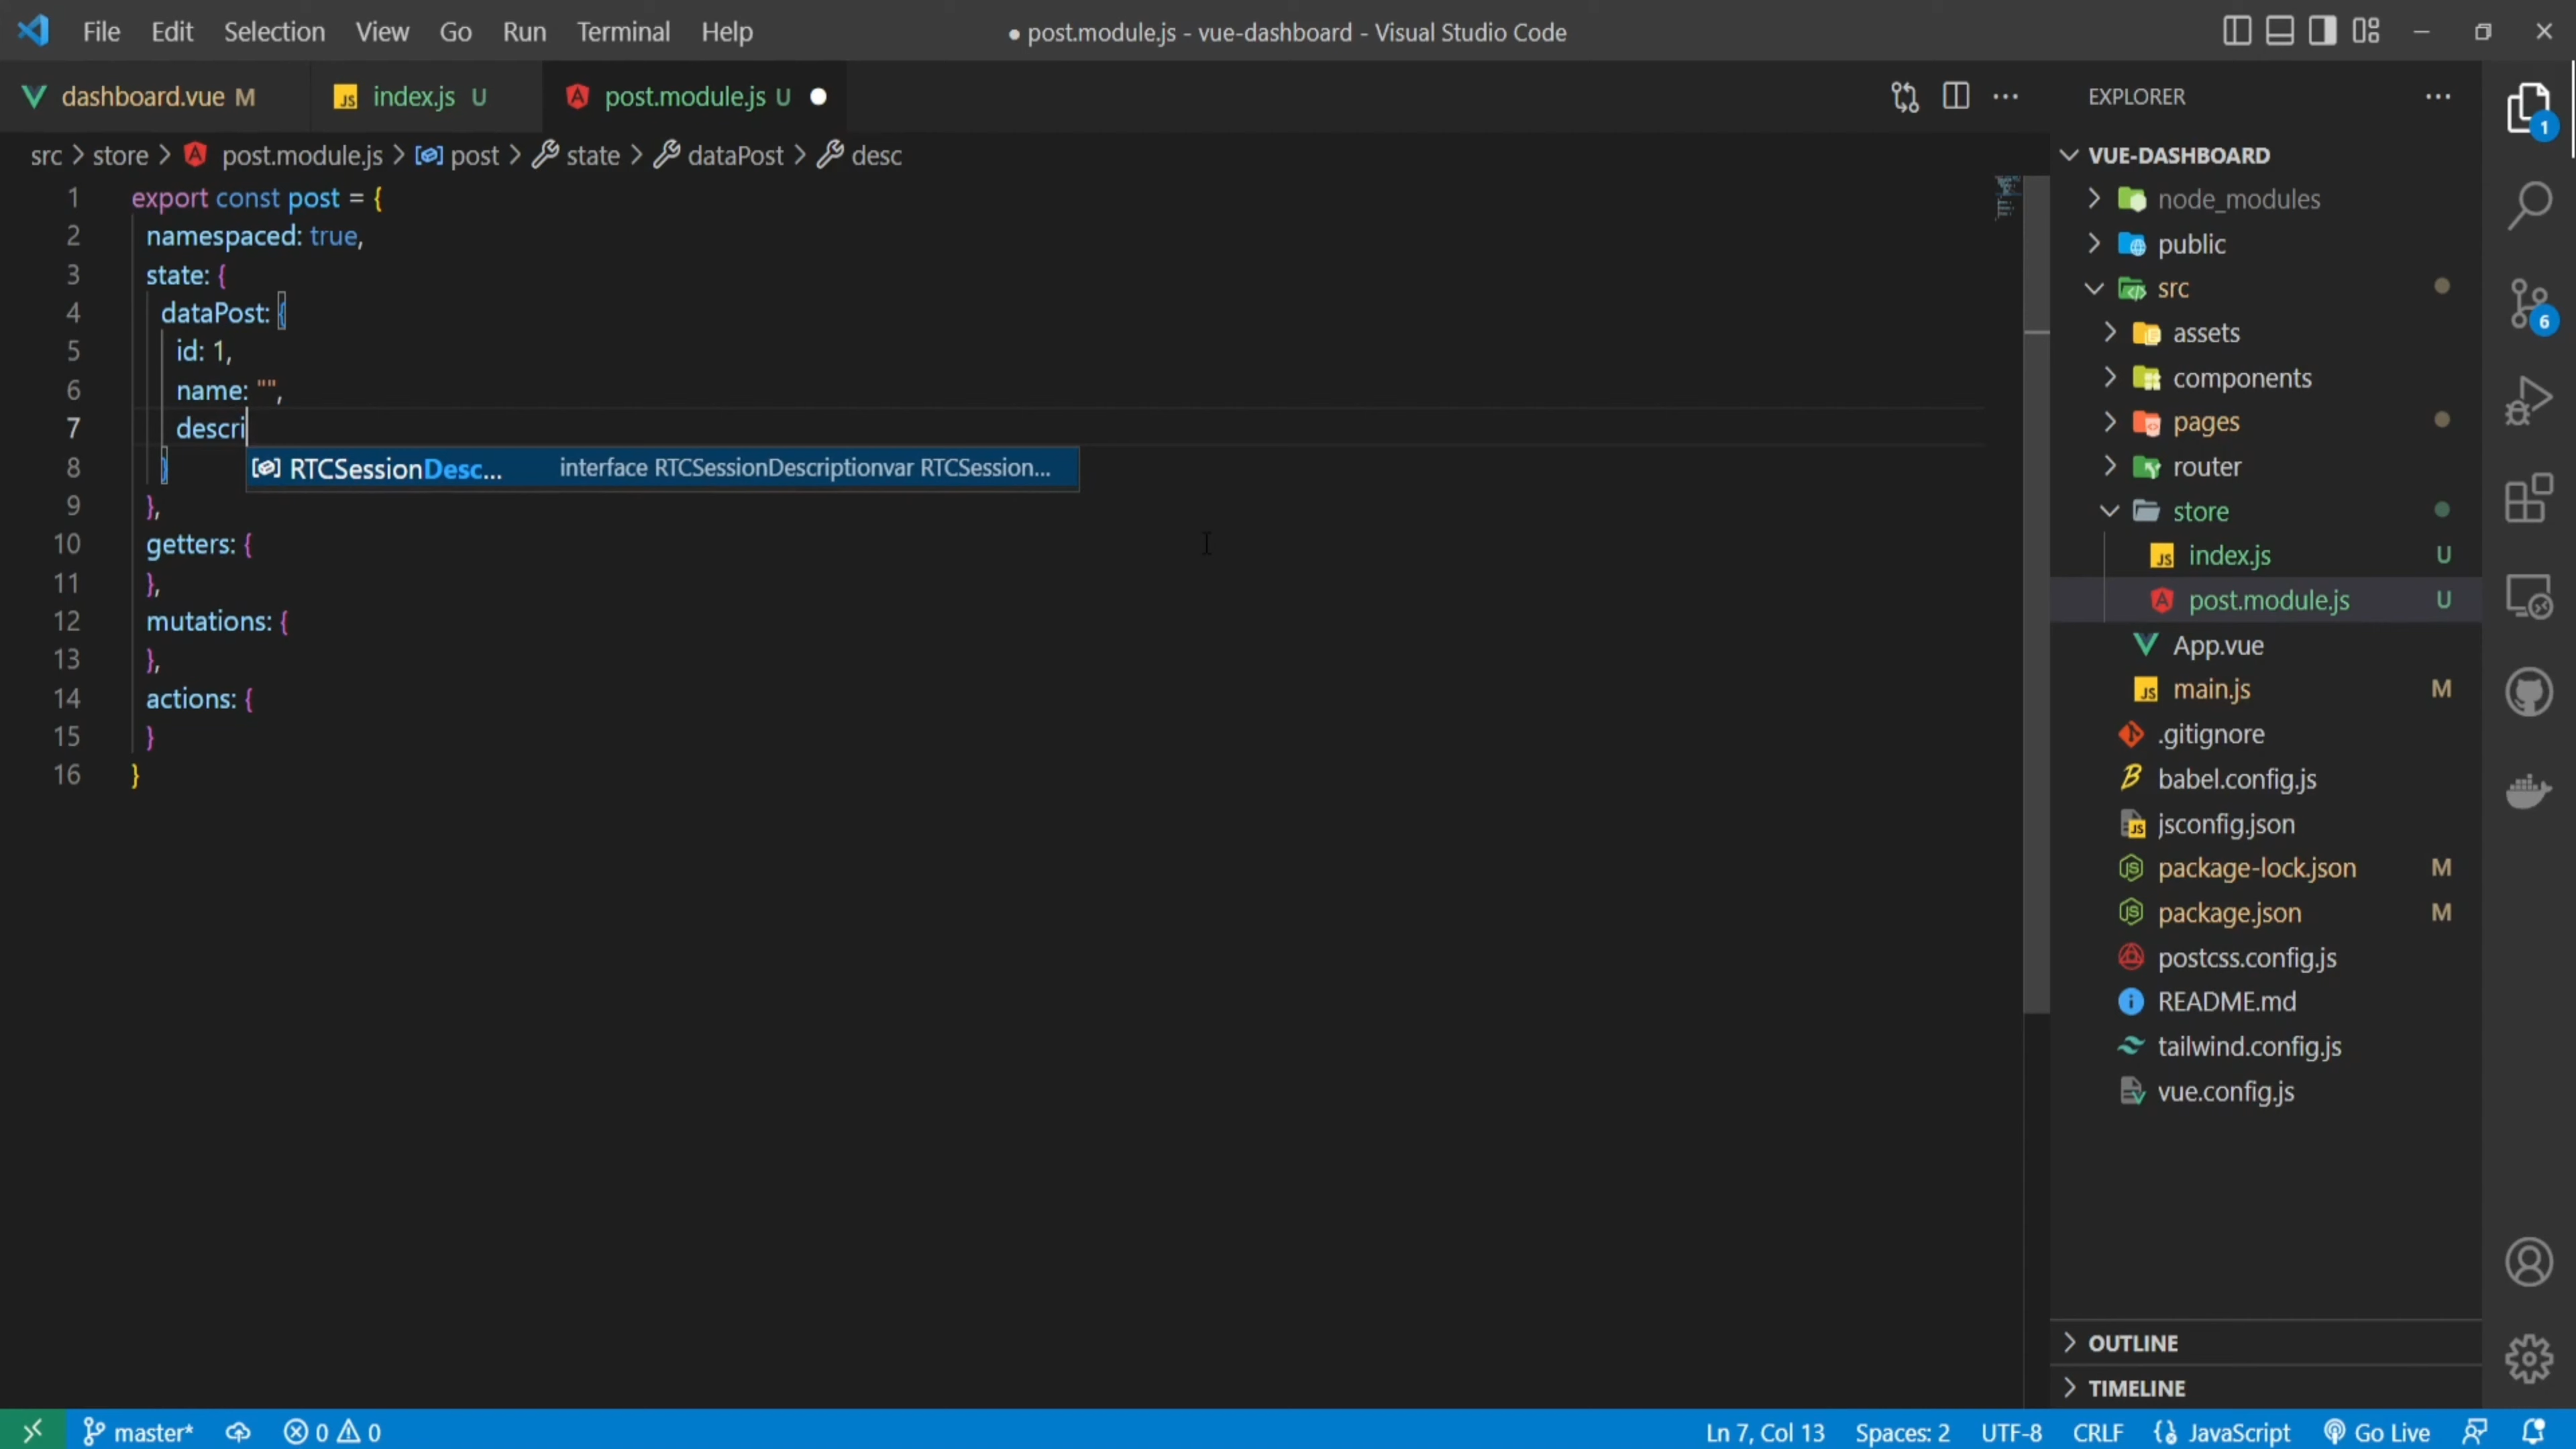 File Edit Selection View Go Run Terminal Help
● post.module.js - vue-dashboard - Visual Studio Code
dashboard.vue M
index.js U
post.module.js U
src > store > post.module.js > post > state > dataPost > desc
1 export const post = {
2 namespaced: true,
3 state: {
4 dataPost: {
5 id: 1,
6 name: "",
7 descri
8 }
RTCSessionDesc... interface RTCSessionDescriptionvar RTCSession...
9 },
10 getters: {
11 },
12 mutations: {
13 },
14 actions: {
15 }
16 }
EXPLORER
VUE-DASHBOARD
node_modules
public
src
assets
components
pages
router
store
index.js U
post.module.js U
App.vue
main.js M
.gitignore
babel.config.js
jsconfig.json
package-lock.json M
package.json M
postcss.config.js
README.md
tailwind.config.js
vue.config.js
OUTLINE
TIMELINE
1
6
master* 0 0
Ln 7, Col 13 Spaces: 2 UTF-8 CRLF JavaScript Go Live